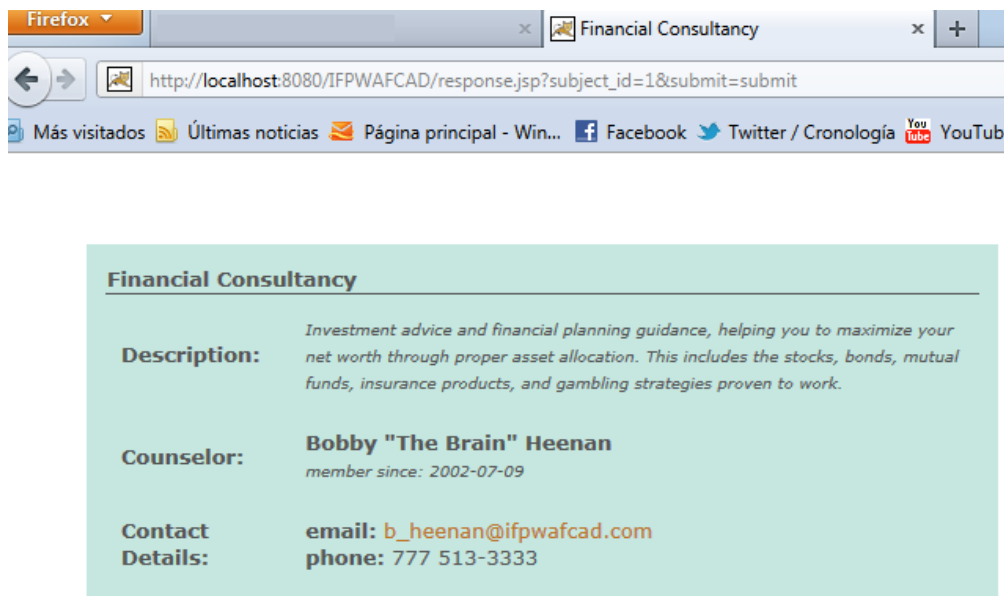 Firefox
Financial Consultancy
http://localhost:8080/IFPWAFCAD/response.jsp?subject_id=1&submit=submit
Más visitados Últimas noticias Página principal - Win... Facebook Twitter / Cronología You Tube YouTub
Financial Consultancy
Description:
Investment advice and financial planning guidance, helping you to maximize your
net worth through proper asset allocation. This includes the stocks, bonds, mutual
funds, insurance products, and gambling strategies proven to work.
Counselor:
Bobby "The Brain" Heenan
member since: 2002-07-09
Contact
Details:
email: b_heenan@ifpwafcad.com
phone: 777 513-3333